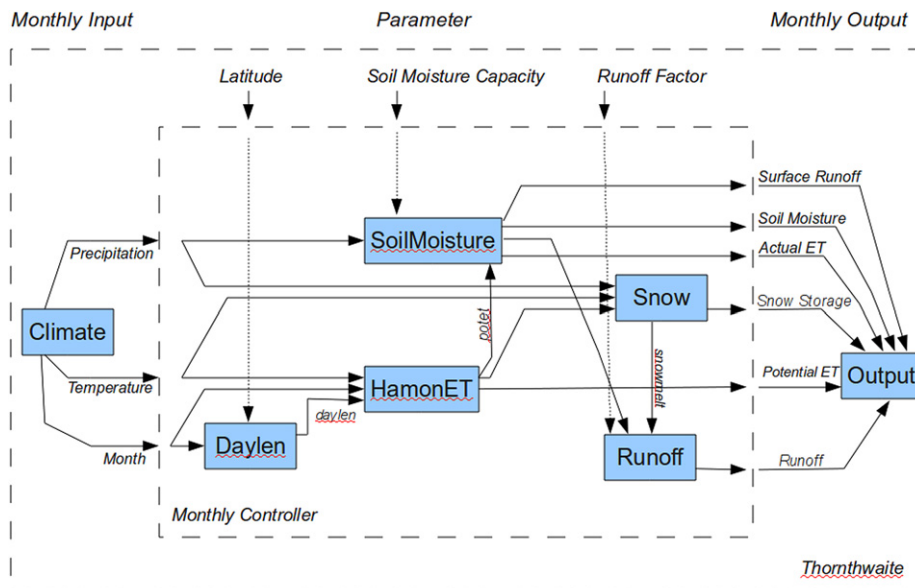 Monthly Input
Parameter
Monthly Output
Latitude
Soil Moisture Capacity
Runoff Factor
Surface Runoff
Soil Moisture
Actual ET
Snow Storage
Potential ET
Runoff
Precipitation
Climate
Temperature
Month
SoilMoisture
Snow
potet
HamonET
snowmelt
daylen
Daylen
Runoff
Output
Monthly Controller
Thornthwaite